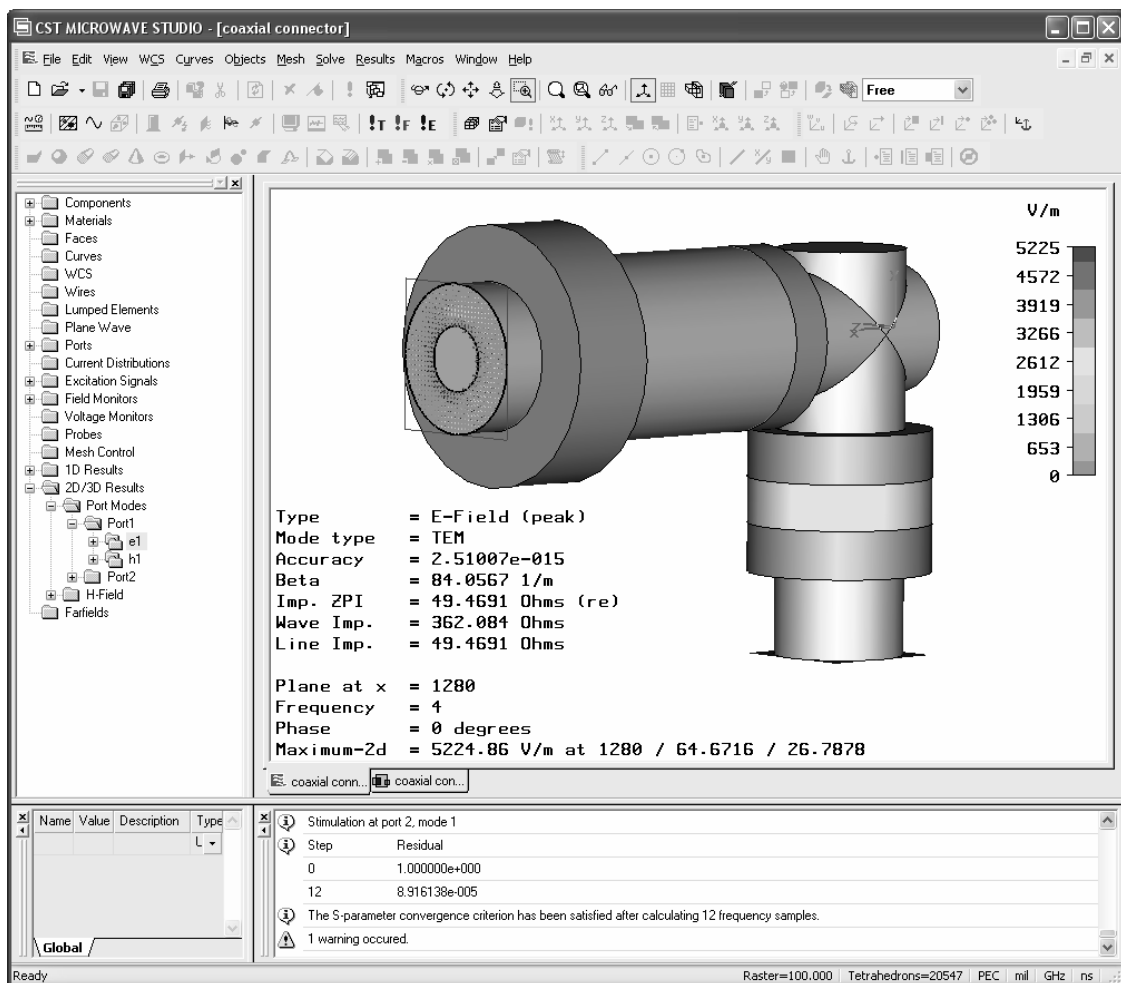 CST MICROWAVE STUDIO - [coaxial connector]
File Edit View WCS Curves Objects Mesh Solve Results Macros Window Help
Free
!T !F !E
Components
Materials
Faces
Curves
WCS
Wires
Lumped Elements
Plane Wave
Ports
Current Distributions
Excitation Signals
Field Monitors
Voltage Monitors
Probes
Mesh Control
1D Results
2D/3D Results
Port Modes
Port1
e1
h1
Port2
H-Field
Farfields
V/m
5225
4572
3919
3266
2612
1959
1306
653
0
Type = E-Field (peak)
Mode type = TEM
Accuracy = 2.51007e-015
Beta = 84.0567 1/m
Imp. ZPI = 49.4691 Ohms (re)
Wave Imp. = 362.084 Ohms
Line Imp. = 49.4691 Ohms
Plane at x = 1280
Frequency = 4
Phase = 0 degrees
Maximum-2d = 5224.86 V/m at 1280 / 64.6716 / 26.7878
coaxial conn... coaxial con...
Name Value Description Type
L
Global
Stimulation at port 2, mode 1
Step Residual
0 1.000000e+000
12 8.916138e-005
The S-parameter convergence criterion has been satisfied after calculating 12 frequency samples.
1 warning occured.
Ready Raster=100.000 Tetrahedrons=20547 PEC mil GHz ns